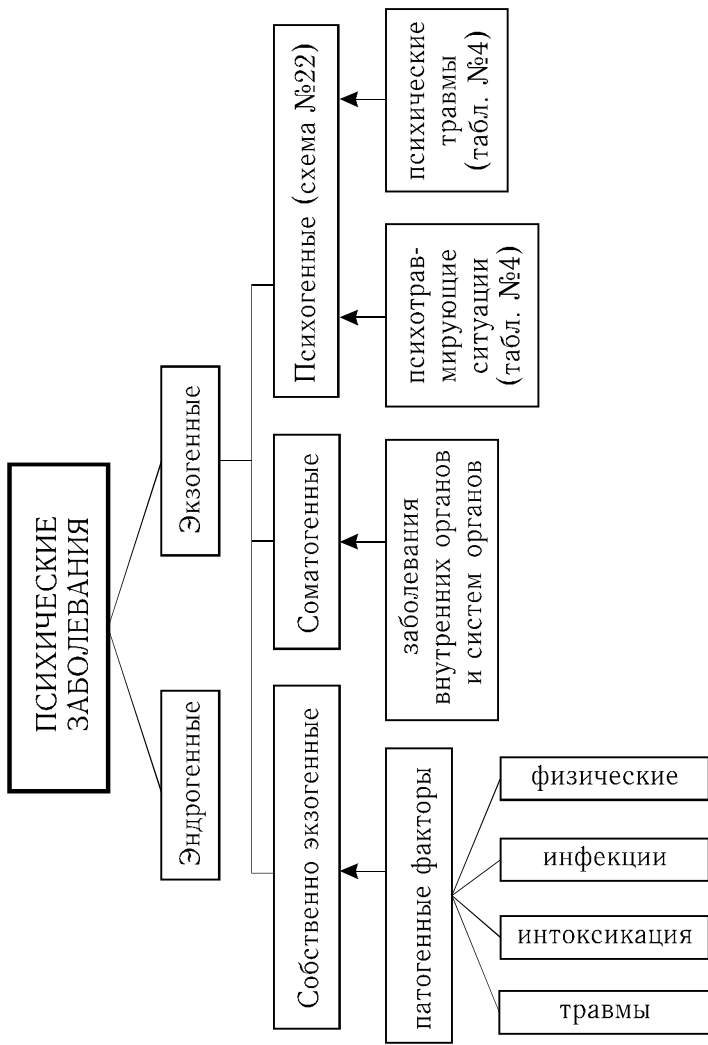 ПСИХИЧЕСКИЕ
ЗАБОЛЕВАНИЯ
Эндрогенные
Экзогенные
Собственно экзогенные
Соматогенные
Психогенные (схема №22)
патогенные факторы
заболевания
внутренних органов
и систем органов
психотрав-
мирующие
ситуации
(табл. №4)
психические
травмы
(табл. №4)
травмы
интоксикация
инфекции
физические